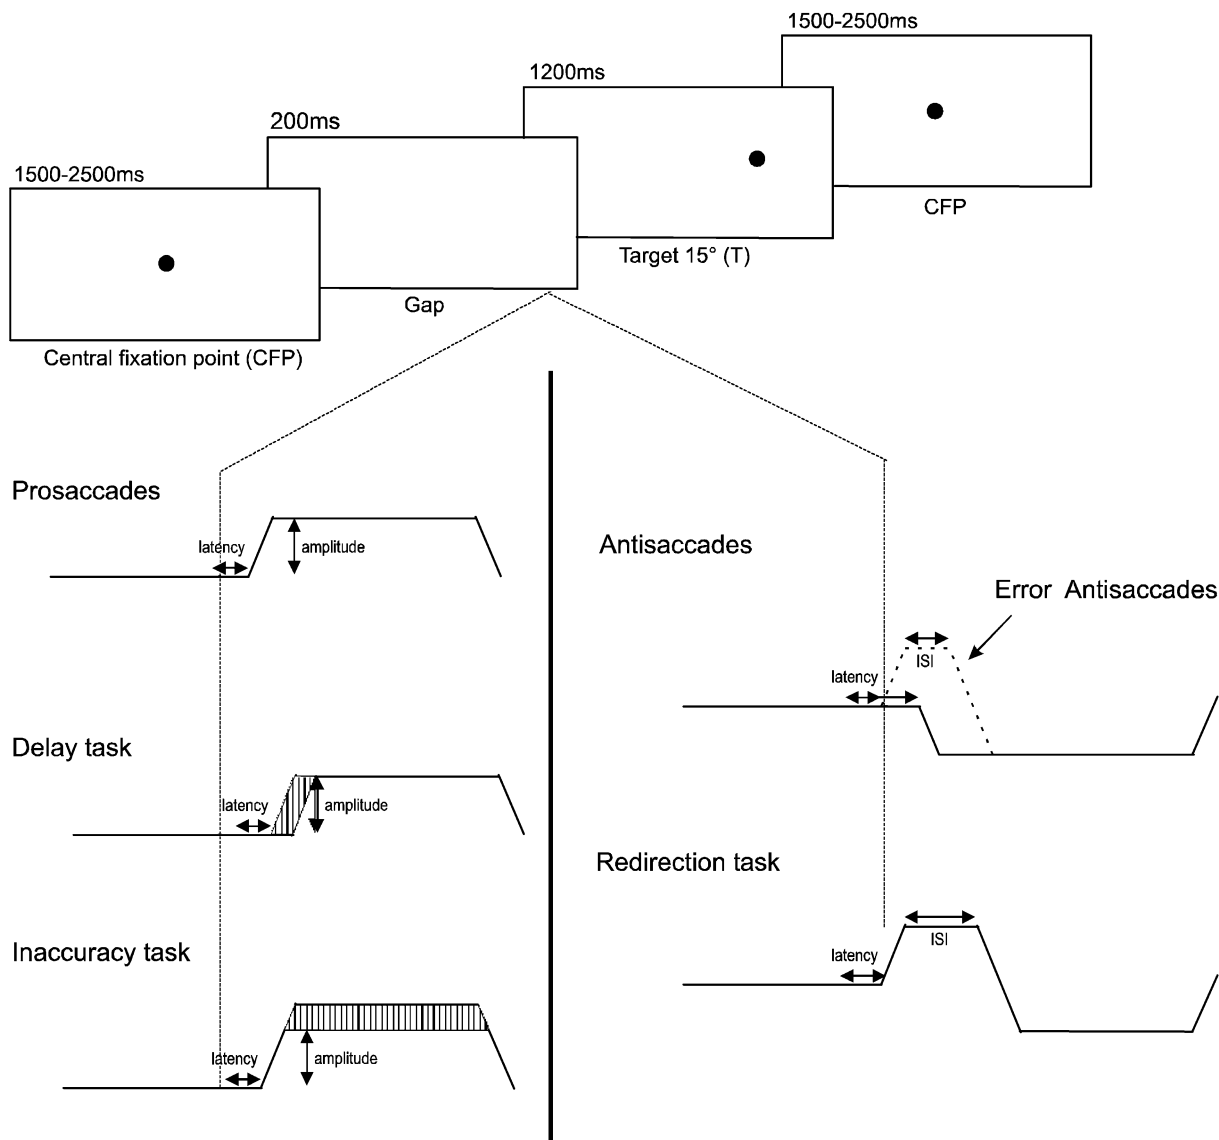 1500-2500ms
1200ms
200ms
1500-2500ms
CFP
Target 15° (T)
Gap
Central fixation point (CFP)
Prosaccades
latency
amplitude
Delay task
latency
amplitude
Inaccuracy task
latency
amplitude
Antisaccades
Error Antisaccades
ISI
latency
Redirection task
ISI
latency